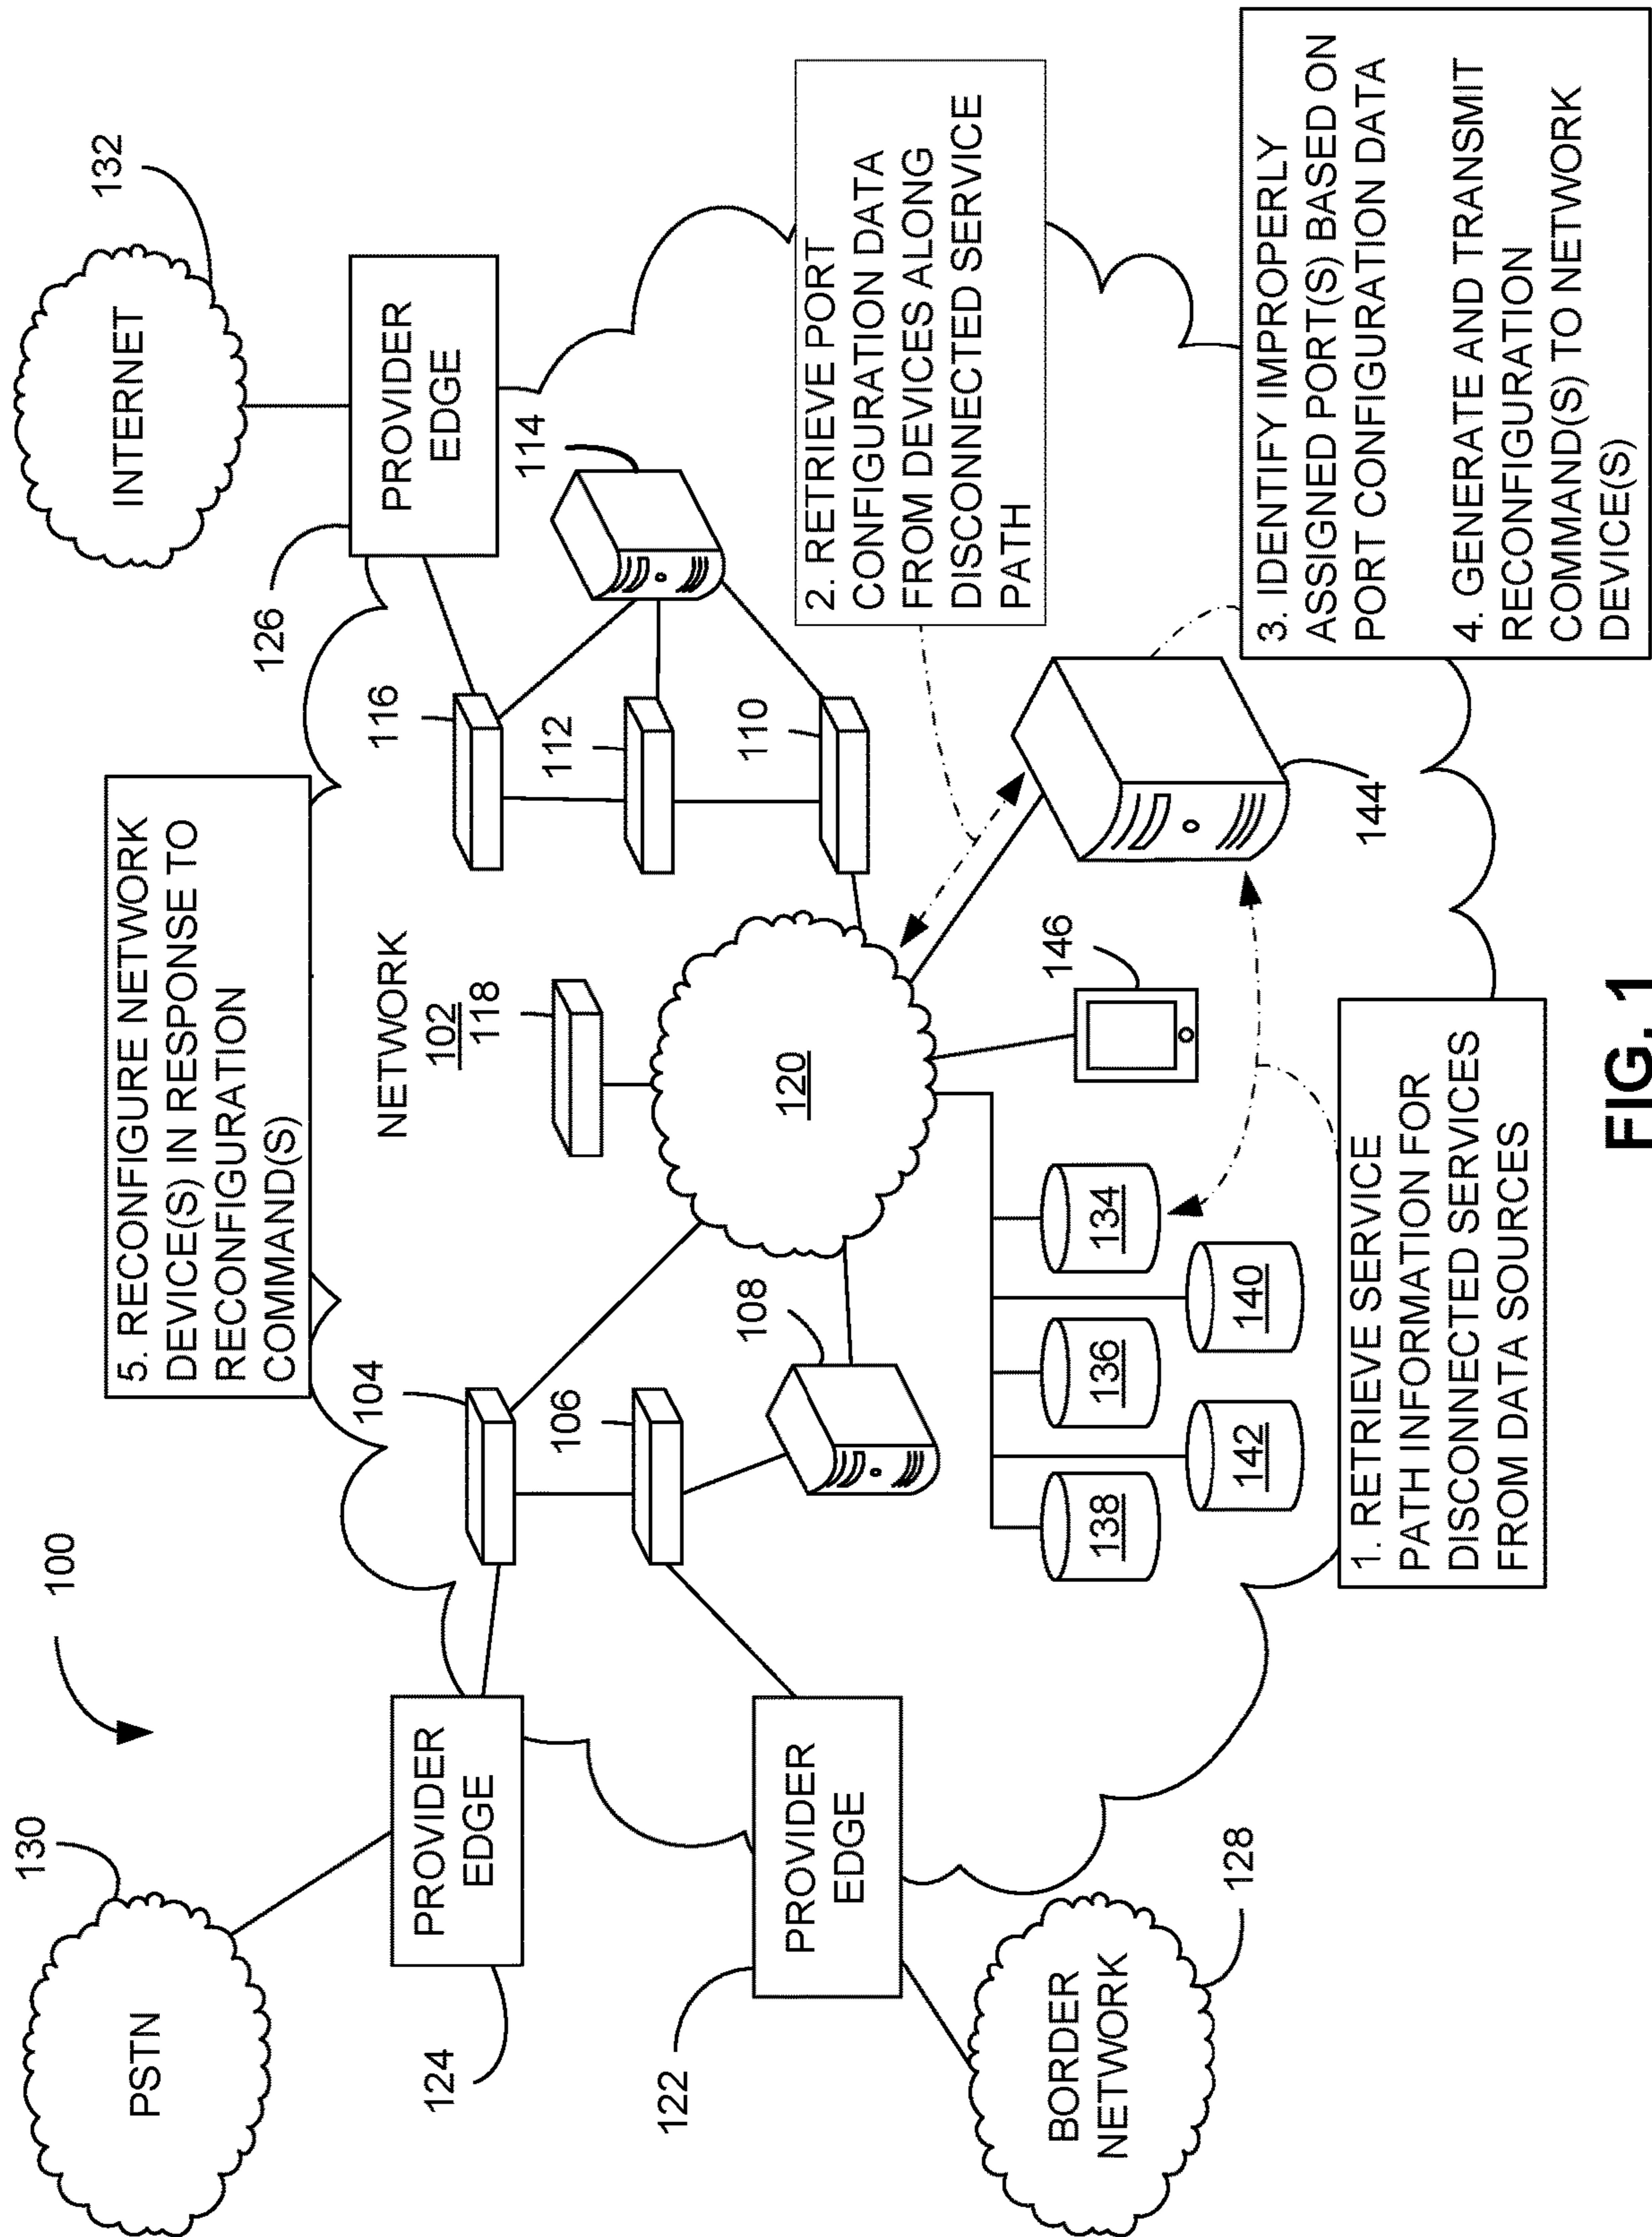 100
PSTN
130
PROVIDER
EDGE
124
PROVIDER
EDGE
122
BORDER
NETWORK
128
5. RECONFIGURE NETWORK
DEVICE(S) IN RESPONSE TO
RECONFIGURATION
COMMAND(S)
104
106
108
NETWORK
102
118
120
116
112
110
114
INTERNET
132
PROVIDER
EDGE
126
2. RETRIEVE PORT
CONFIGURATION DATA
FROM DEVICES ALONG
DISCONNECTED SERVICE
PATH
134
136
138
140
142
146
144
1. RETRIEVE SERVICE
PATH INFORMATION FOR
DISCONNECTED SERVICES
FROM DATA SOURCES
3. IDENTIFY IMPROPERLY
ASSIGNED PORT(S) BASED ON
PORT CONFIGURATION DATA
4. GENERATE AND TRANSMIT
RECONFIGURATION
COMMAND(S) TO NETWORK
DEVICE(S)
FIG. 1